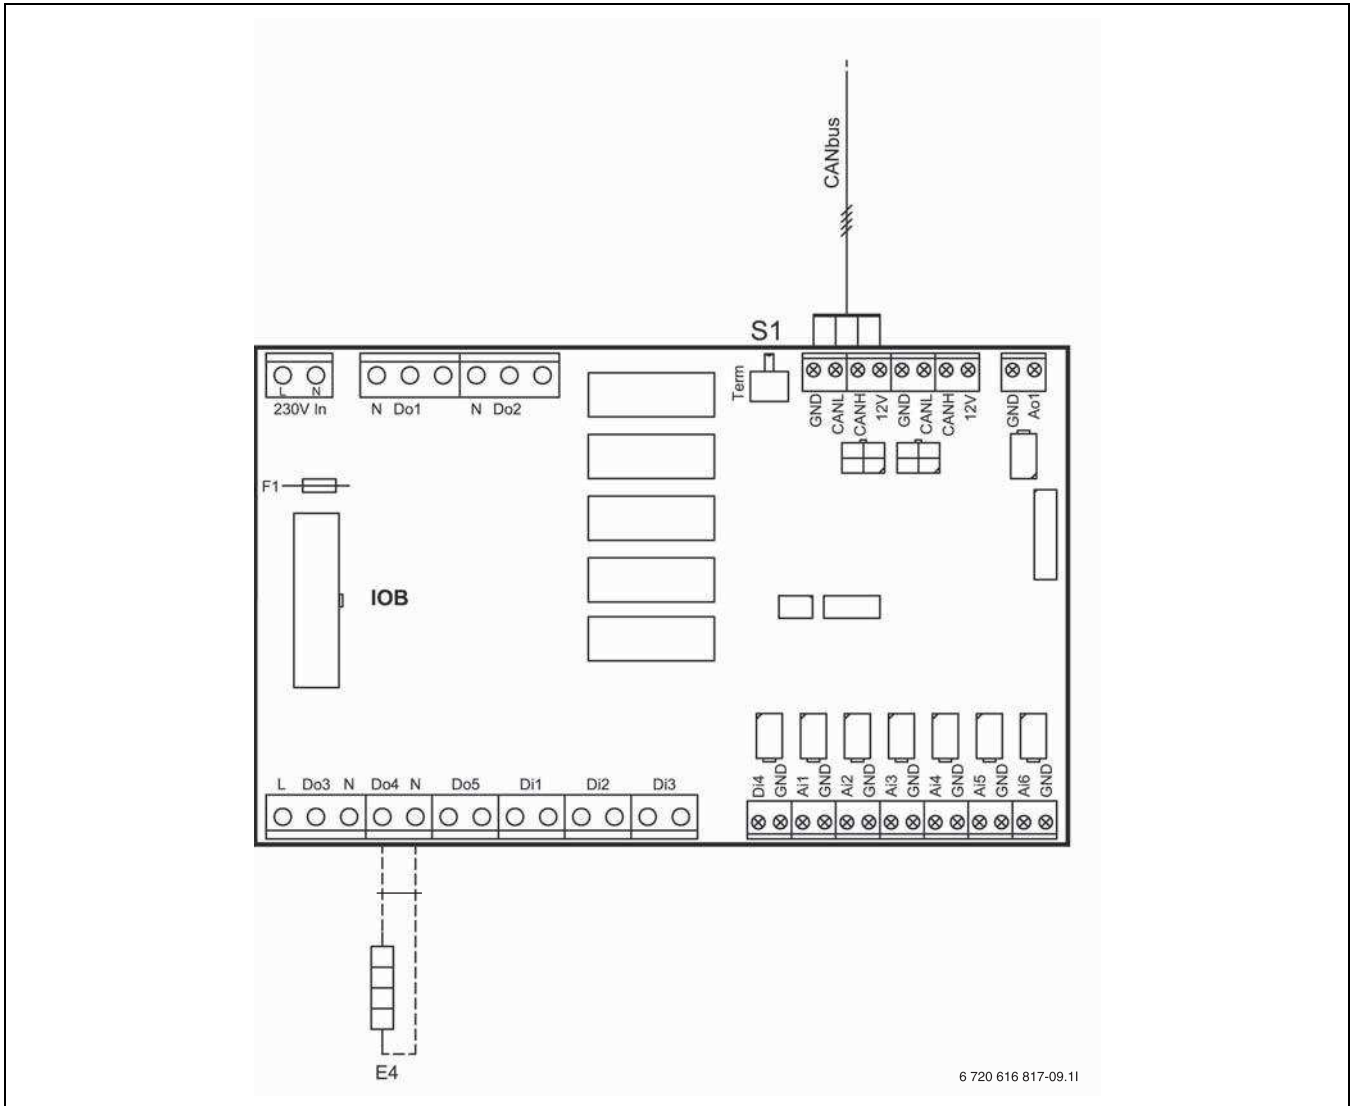 CANbus
S1
Term
L N
230V In
N Do1
N Do2
GND
CANL
CANH
12V
GND
CANL
CANH
12V
GND
Ao1
F1
IOB
L Do3 N Do4 N Do5 Di1 Di2 Di3
Di4
GND
Ai1
GND
Ai2
GND
Ai3
GND
Ai4
GND
Ai5
GND
Ai6
GND
E4
6 720 616 817-09.1I